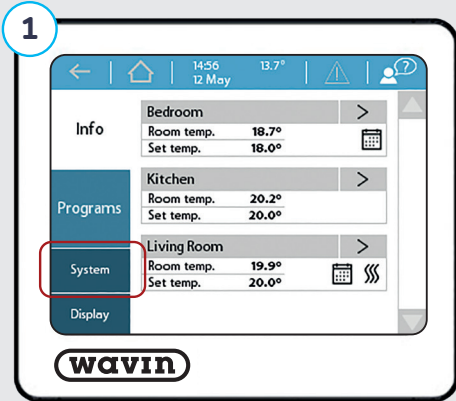 1
14:56 13.7°
12 May
?
Info
Bedroom
Room temp. 18.7°
Set temp. 18.0°
Programs
Kitchen
Room temp. 20.2°
Set temp. 20.0°
System
Living Room
Room temp. 19.9°
Set temp. 20.0°
Display
wavin